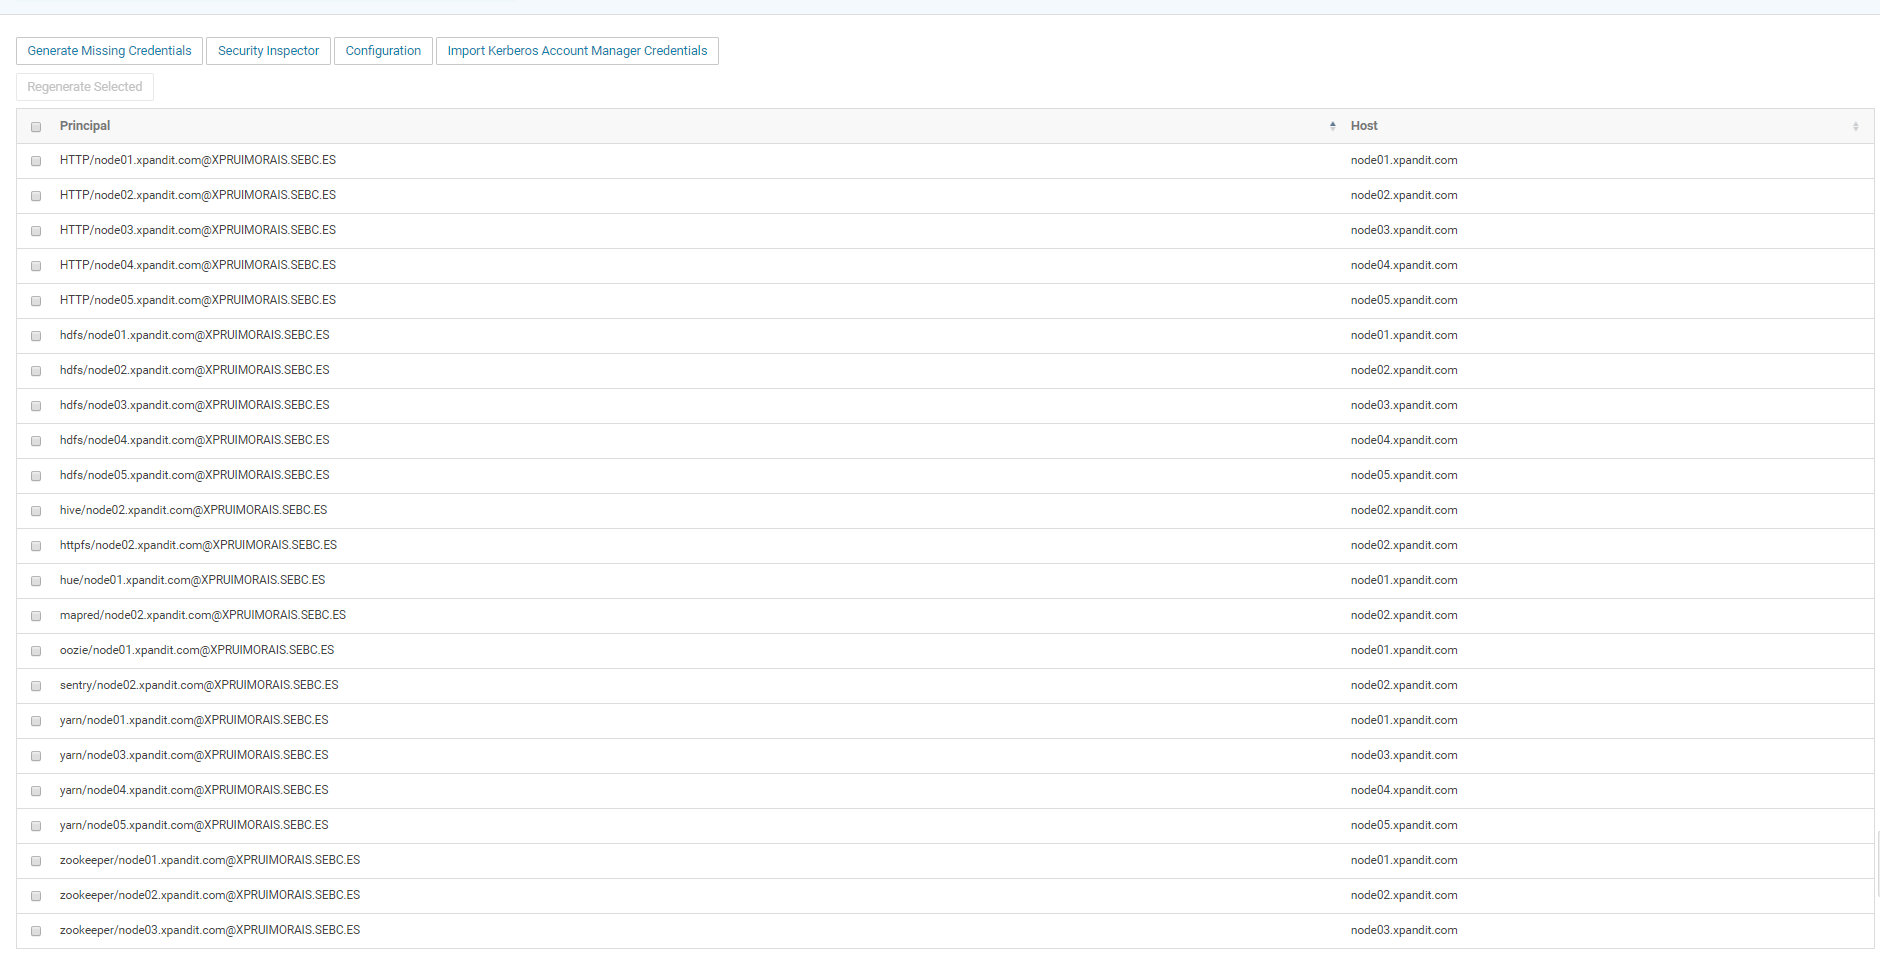 Generate Missing Credentials Security Inspector Configuration Import Kerberos Account Manager Credentials
Regenerate Selected
Principal Host
HTTP/node01.xpandit.com@XPRUIMORAIS.SEBC.ES node01.xpandit.com
HTTP/node02.xpandit.com@XPRUIMORAIS.SEBC.ES node02.xpandit.com
HTTP/node03.xpandit.com@XPRUIMORAIS.SEBC.ES node03.xpandit.com
HTTP/node04.xpandit.com@XPRUIMORAIS.SEBC.ES node04.xpandit.com
HTTP/node05.xpandit.com@XPRUIMORAIS.SEBC.ES node05.xpandit.com
hdfs/node01.xpandit.com@XPRUIMORAIS.SEBC.ES node01.xpandit.com
hdfs/node02.xpandit.com@XPRUIMORAIS.SEBC.ES node02.xpandit.com
hdfs/node03.xpandit.com@XPRUIMORAIS.SEBC.ES node03.xpandit.com
hdfs/node04.xpandit.com@XPRUIMORAIS.SEBC.ES node04.xpandit.com
hdfs/node05.xpandit.com@XPRUIMORAIS.SEBC.ES node05.xpandit.com
hive/node02.xpandit.com@XPRUIMORAIS.SEBC.ES node02.xpandit.com
httpfs/node02.xpandit.com@XPRUIMORAIS.SEBC.ES node02.xpandit.com
hue/node01.xpandit.com@XPRUIMORAIS.SEBC.ES node01.xpandit.com
mapred/node02.xpandit.com@XPRUIMORAIS.SEBC.ES node02.xpandit.com
oozie/node01.xpandit.com@XPRUIMORAIS.SEBC.ES node01.xpandit.com
sentry/node02.xpandit.com@XPRUIMORAIS.SEBC.ES node02.xpandit.com
yarn/node01.xpandit.com@XPRUIMORAIS.SEBC.ES node01.xpandit.com
yarn/node03.xpandit.com@XPRUIMORAIS.SEBC.ES node03.xpandit.com
yarn/node04.xpandit.com@XPRUIMORAIS.SEBC.ES node04.xpandit.com
yarn/node05.xpandit.com@XPRUIMORAIS.SEBC.ES node05.xpandit.com
zookeeper/node01.xpandit.com@XPRUIMORAIS.SEBC.ES node01.xpandit.com
zookeeper/node02.xpandit.com@XPRUIMORAIS.SEBC.ES node02.xpandit.com
zookeeper/node03.xpandit.com@XPRUIMORAIS.SEBC.ES node03.xpandit.com